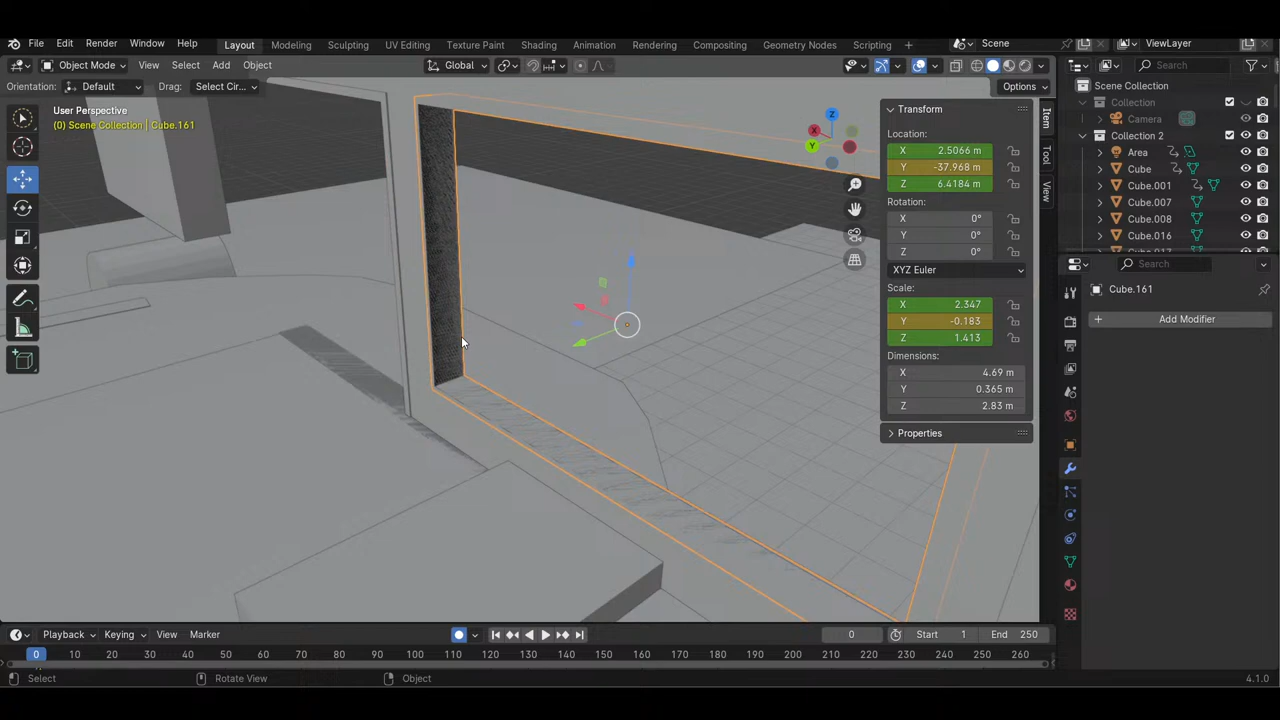 File Edit Render Window Help Layout Modeling Sculpting UV Editing Texture Paint Shading Animation Rendering Compositing Geometry Nodes Scripting + Scene ViewLayer
Object Mode View Select Add Object Global Search
Orientation: Default Drag: Select Cir... Options
User Perspective
(0) Scene Collection | Cube.161
Z
X
Y
Transform
Location:
X 2.5066 m
Y -37.968 m
Z 6.4184 m
Rotation:
X 0°
Y 0°
Z 0°
XYZ Euler
Scale:
X 2.347
Y -0.183
Z 1.413
Dimensions:
X 4.69 m
Y 0.365 m
Z 2.83 m
Properties
Item
Tool
View
Scene Collection
Collection
Camera
Collection 2
Area
Cube
Cube.001
Cube.007
Cube.008
Cube.016
Search
Cube.161
+ Add Modifier
Playback Keying View Marker 0 Start 1 End 250
0 10 20 30 40 50 60 70 80 90 100 110 120 130 140 150 160 170 180 190 200 210 220 230 240 250 260
Select Rotate View Object 4.1.0